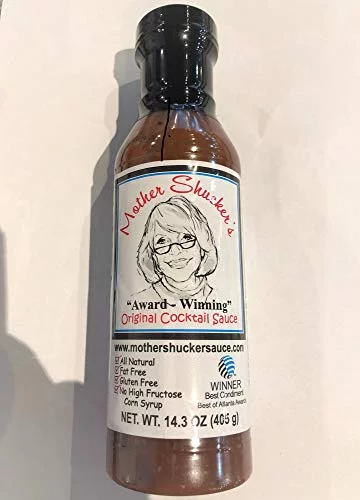 Mother Shucker's
"Award - Winning"
Original Cocktail Sauce
www.mothershuckersauce.com
All Natural
Fat Free
Gluten Free
No High Fructose
Corn Syrup
WINNER
Best Condiment
Best of Atlanta Award
NET. WT. 14.3 OZ (405 g)